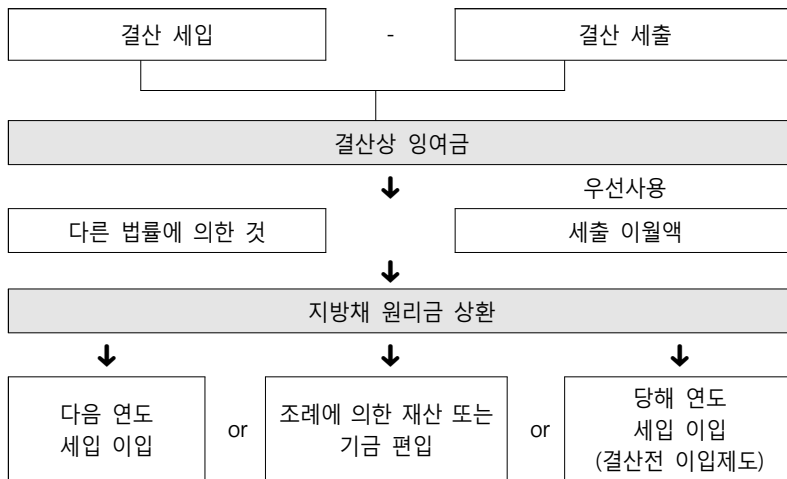 결산 세입 - 결산 세출
결산상 잉여금
우선사용
다른 법률에 의한 것
세출 이월액
지방채 원리금 상환
다음 연도
세입 이입
or
조례에 의한 재산 또는
기금 편입
or
당해 연도
세입 이입
(결산전 이입제도)